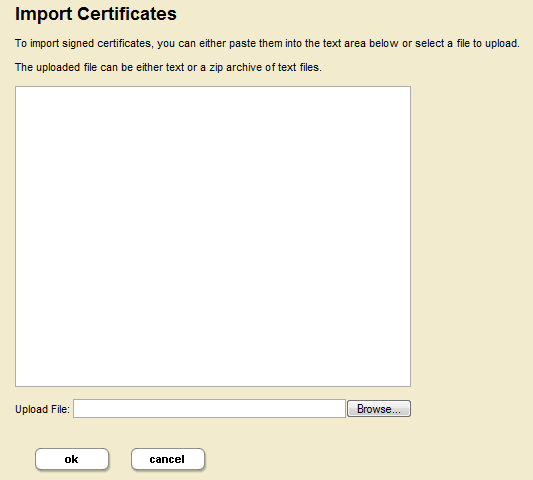 Import Certificates
To import signed certificates, you can either paste them into the text area below or select a file to upload.
The uploaded file can be either text or a zip archive of text files.
Upload File: Browse...
ok cancel